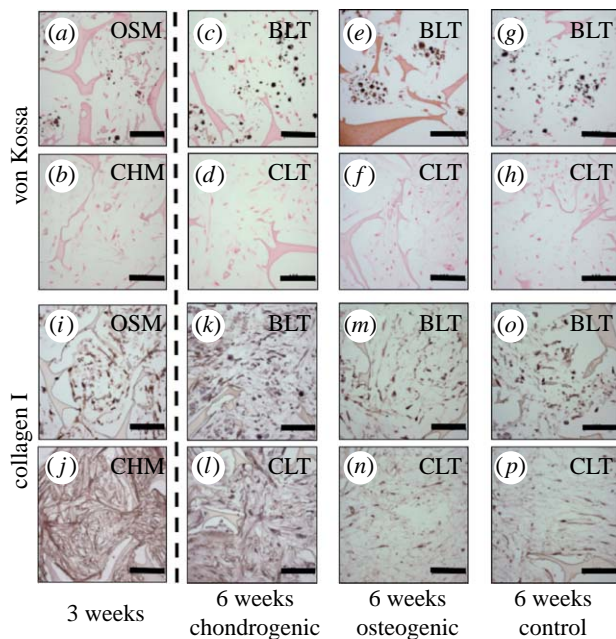 (a) OSM (c) BLT (e) BLT (g) BLT
von Kossa
(b) CHM (d) CLT (f) CLT (h) CLT
(i) OSM (k) BLT (m) BLT (o) BLT
collagen I
(j) CHM (l) CLT (n) CLT (p) CLT
3 weeks 6 weeks 6 weeks 6 weeks
chondrogenic osteogenic control